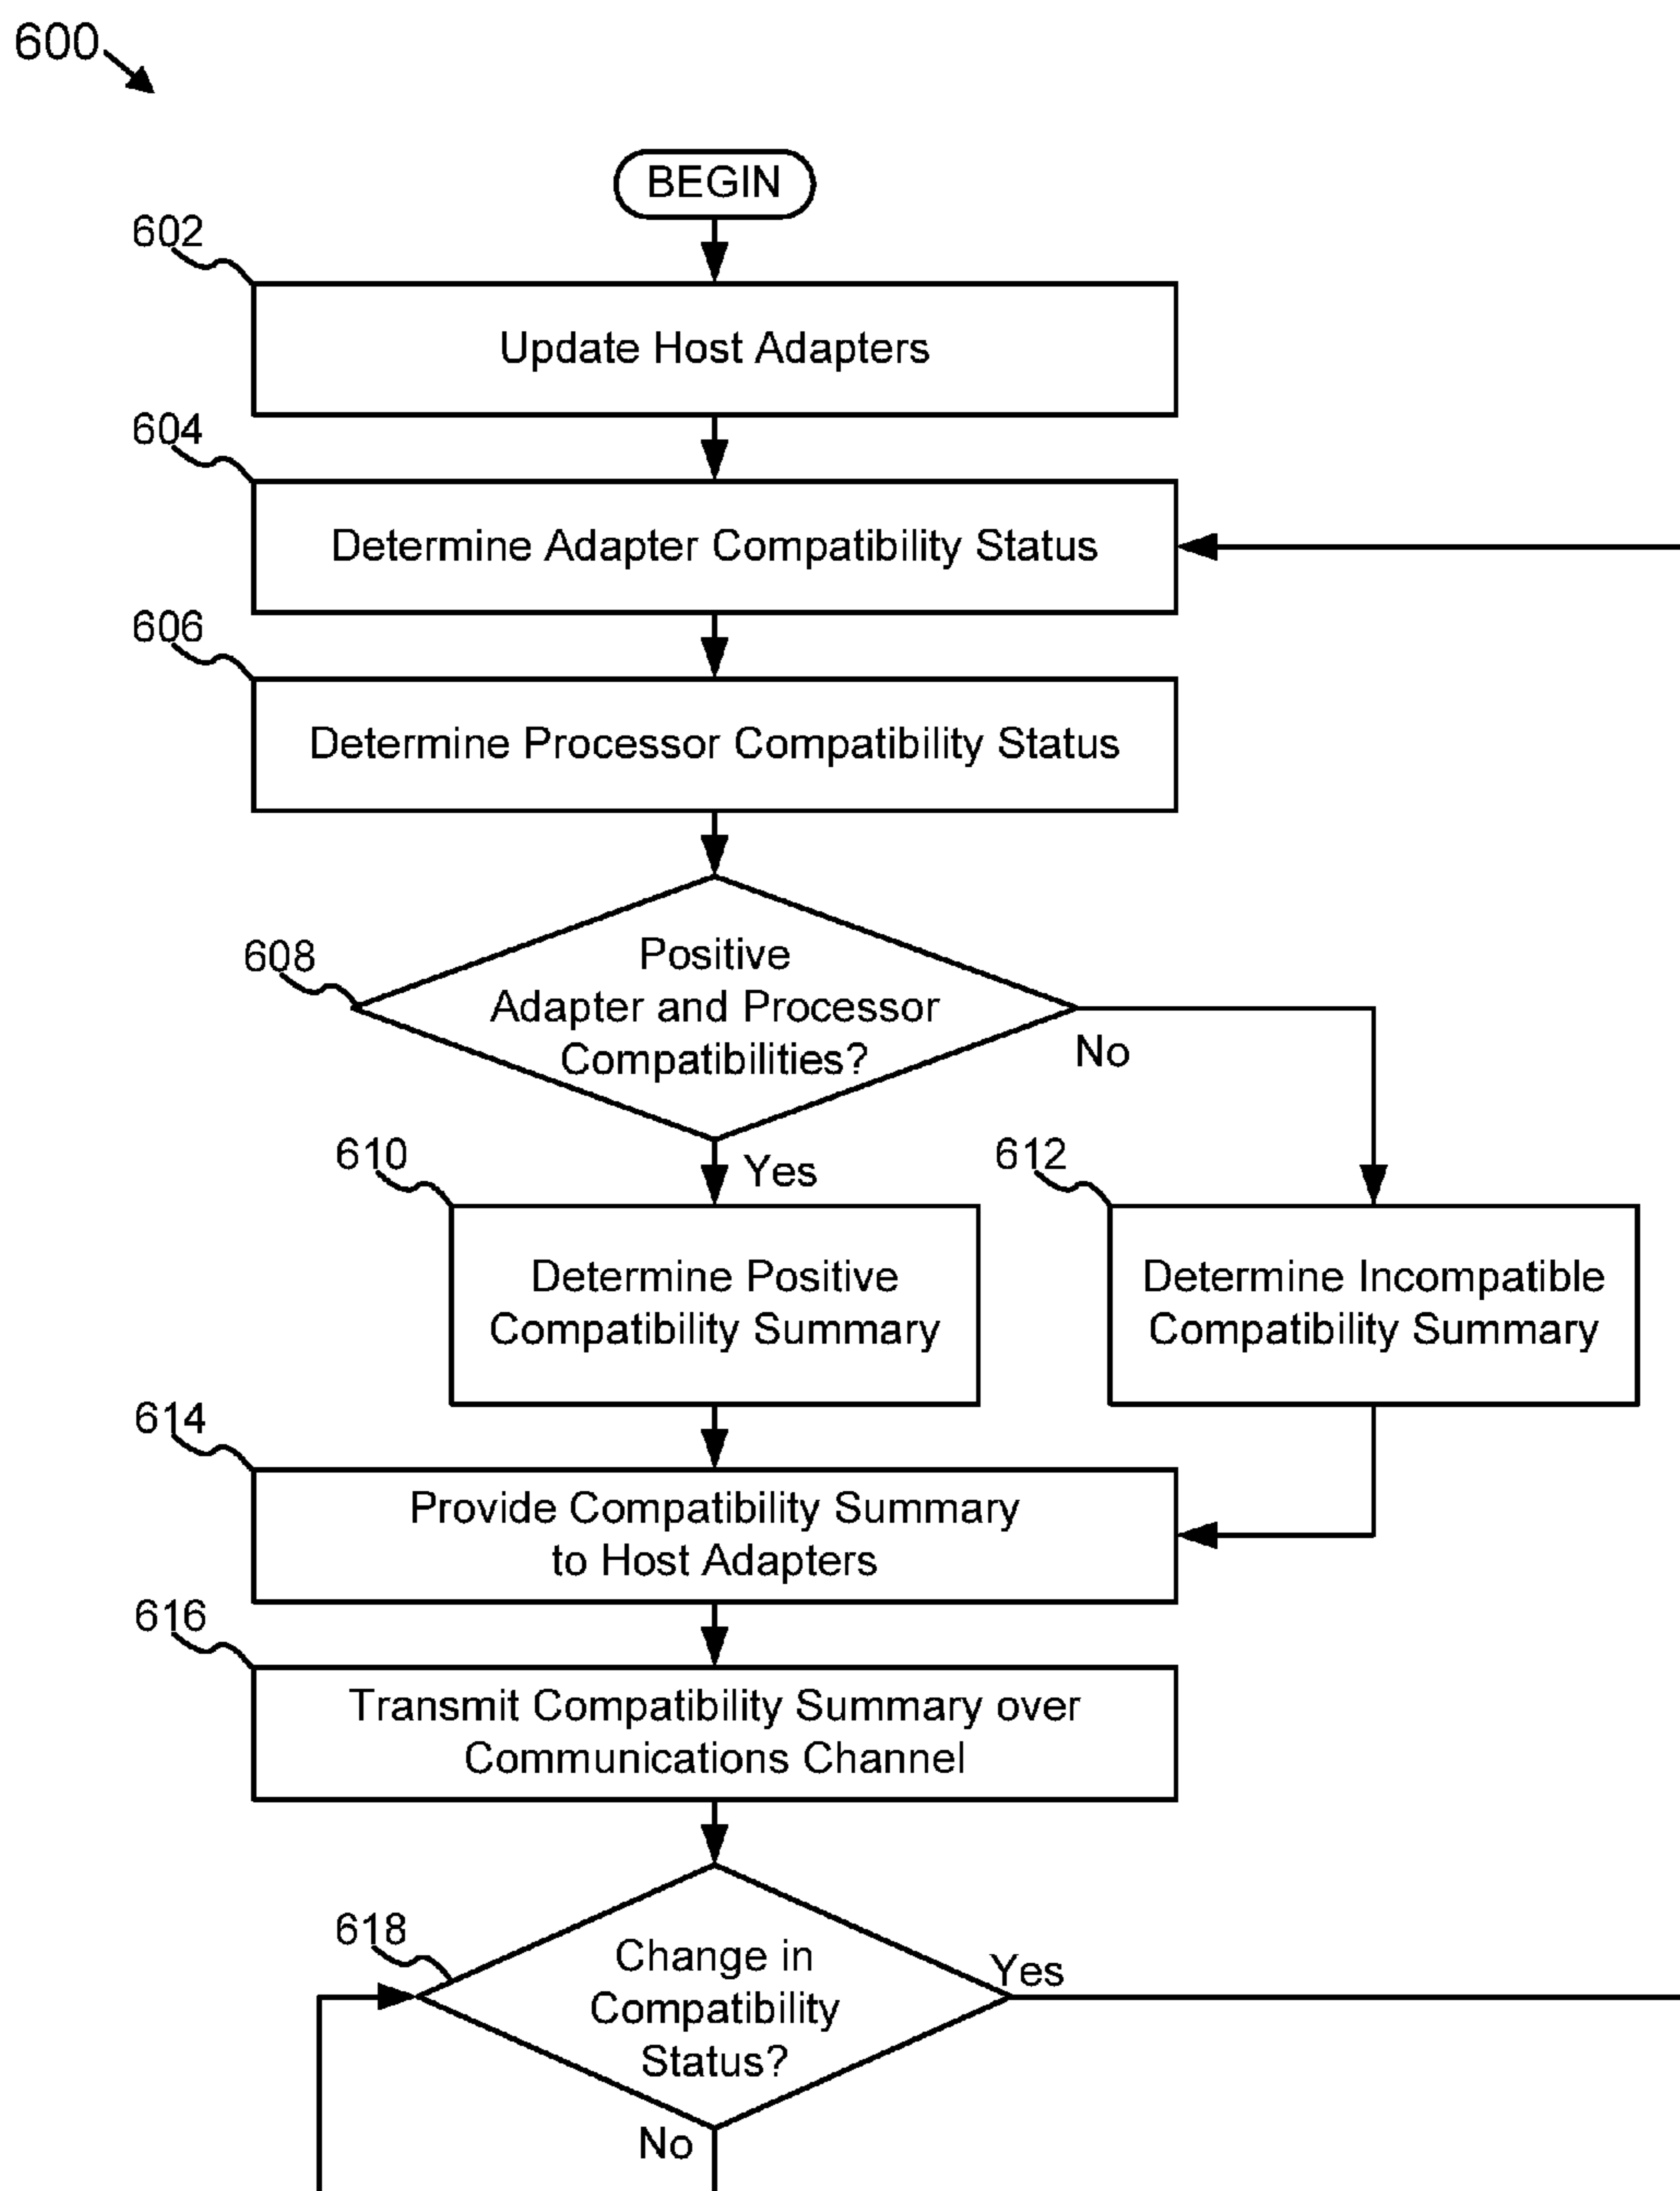 600
BEGIN
602
Update Host Adapters
604
Determine Adapter Compatibility Status
606
Determine Processor Compatibility Status
608
Positive
Adapter and Processor
Compatibilities?
No
Yes
610
Determine Positive
Compatibility Summary
612
Determine Incompatible
Compatibility Summary
614
Provide Compatibility Summary
to Host Adapters
616
Transmit Compatibility Summary over
Communications Channel
618
Change in
Compatibility
Status?
Yes
No